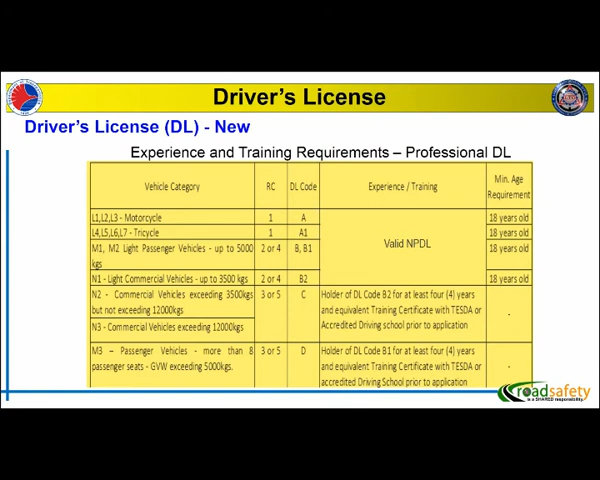 Driver's License
Driver's License (DL) - New
Experience and Training Requirements – Professional DL
Vehicle Category RC DL Code Experience / Training Min. Age Requirement
L1,L2,L3 - Motorcycle 1 A 18 years old
L4,L5,L6,L7 - Tricycle 1 A1 18 years old
M1, M2 Light Passenger Vehicles - up to 5000 2 or 4 B, B1 Valid NPDL 18 years old
kgs
N1 - Light Commercial Vehicles - up to 3500 kgs 2 or 4 B2 18 years old
N2 - Commercial Vehicles exceeding 3500kgs 3 or 5 C Holder of DL Code B2 for at least four (4) years
but not exceeding 12000kgs and equivalent Training Certificate with TESDA or -
N3 - Commercial Vehicles exceeding 12000kgs Accredited Driving school prior to application
M3 – Passenger Vehicles - more than 8 3 or 5 D Holder of DL Code B1 for at least four (4) years
passenger seats - GVW exceeding 5000kgs. and equivalent Training Certificate with TESDA or -
accredited Driving School prior to application
roadsafety
is a SHARED responsibility